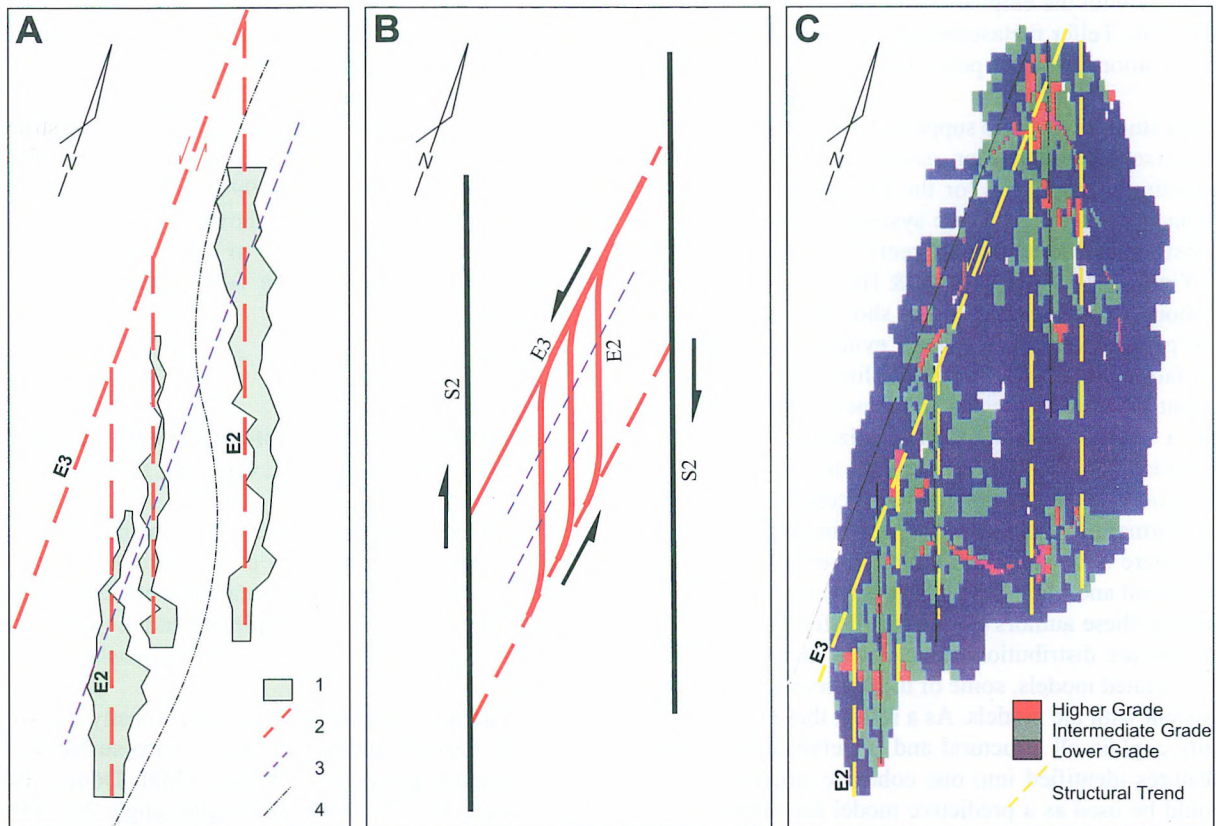 A
N
E3
E2
E2
1
2
3
4
B
N
S2
E3
E2
S2
C
N
E3
E2
Higher Grade
Intermediate Grade
Lower Grade
Structural Trend